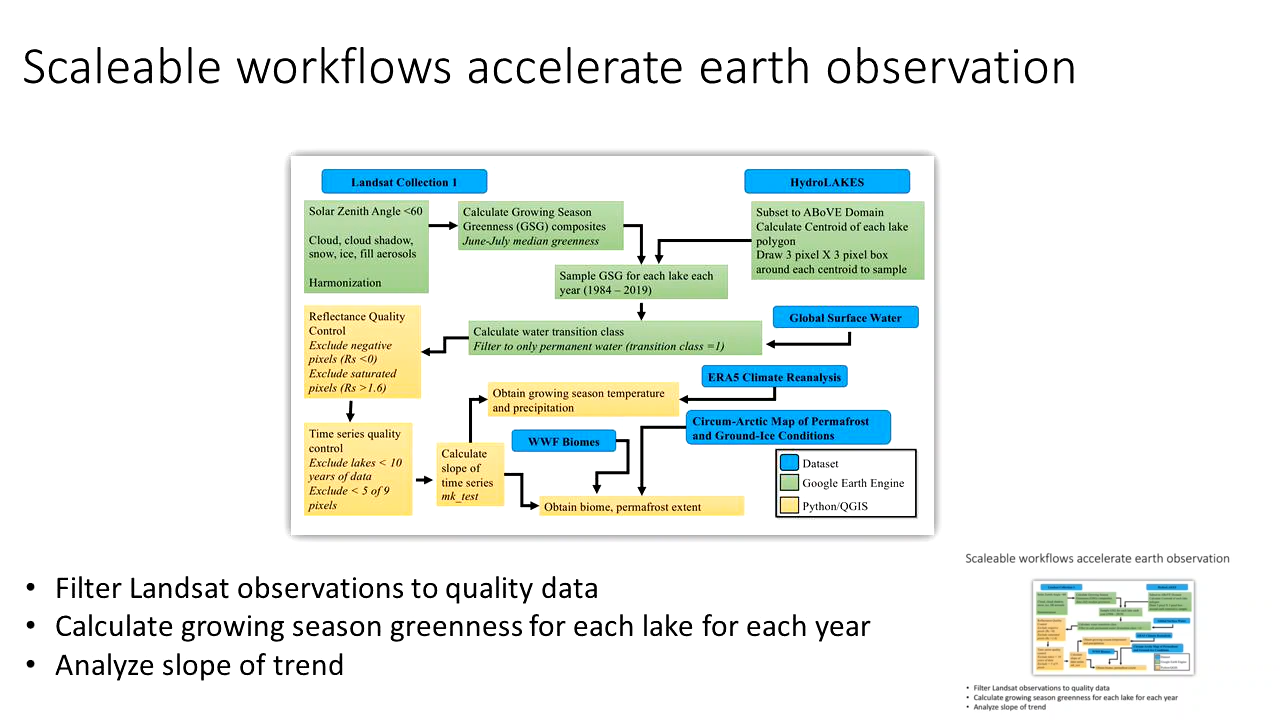 Scaleable workflows accelerate earth observation
Landsat Collection 1
HydroLAKES
Solar Zenith Angle <60
Cloud, cloud shadow,
snow, ice, fill aerosols
Harmonization
Calculate Growing Season
Greenness (GSG) composites
June-July median greenness
Subset to ABoVE Domain
Calculate Centroid of each lake
polygon
Draw 3 pixel X 3 pixel box
around each centroid to sample
Sample GSG for each lake each
year (1984 – 2019)
Global Surface Water
Calculate water transition class
Filter to only permanent water (transition class =1)
Reflectance Quality
Control
Exclude negative
pixels (Rs <0)
Exclude saturated
pixels (Rs >1.6)
ERA5 Climate Reanalysis
Obtain growing season temperature
and precipitation
Circum-Arctic Map of Permafrost
and Ground-Ice Conditions
WWF Biomes
Time series quality
control
Exclude lakes < 10
years of data
Exclude < 5 of 9
pixels
Calculate
slope of
time series
mk_test
Obtain biome, permafrost extent
Dataset
Google Earth Engine
Python/QGIS
• Filter Landsat observations to quality data
• Calculate growing season greenness for each lake for each year
• Analyze slope of trend
Scaleable workflows accelerate earth observation
• Filter Landsat observations to quality data
• Calculate growing season greenness for each lake for each year
• Analyze slope of trend